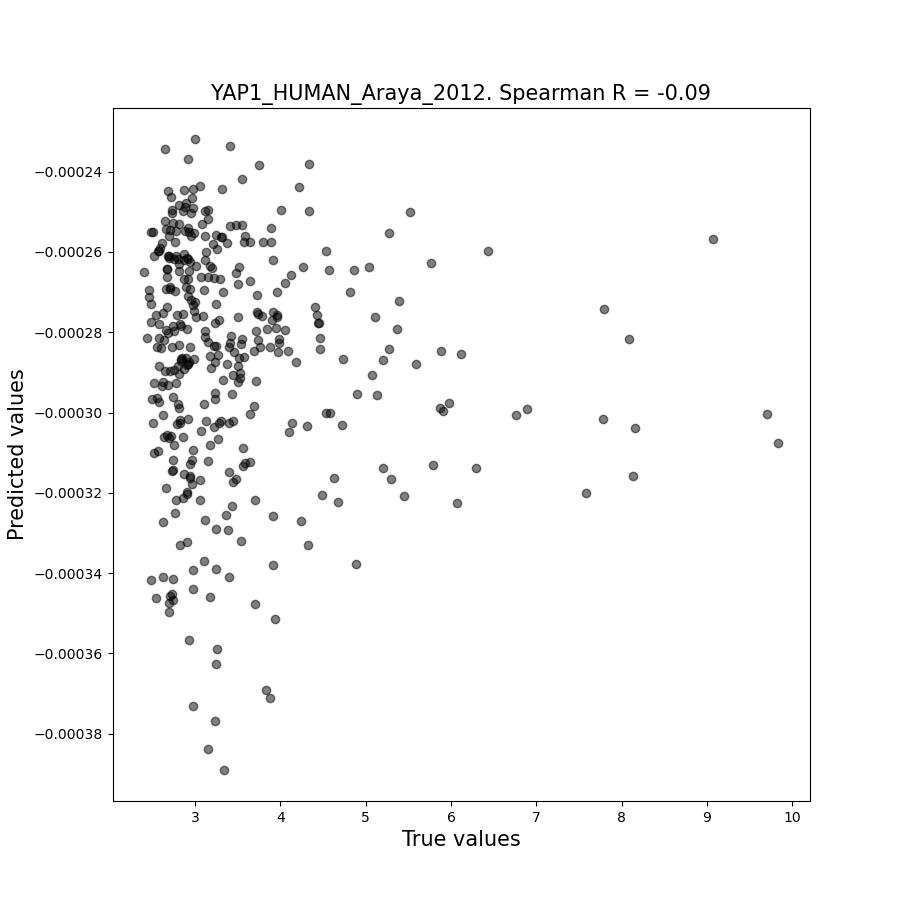 YAP1_HUMAN_Araya_2012. Spearman R = -0.09
−0.00024
−0.00026
−0.00028
−0.00030
−0.00032
−0.00034
−0.00036
−0.00038
Predicted values
3 4 5 6 7 8 9 10
True values